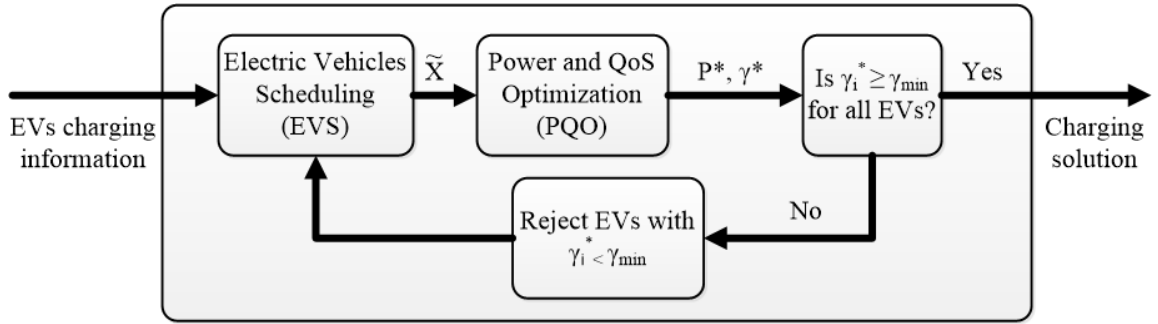 EVs charging
information
Electric Vehicles
Scheduling
(EVS)
X̃
Power and QoS
Optimization
(PQO)
P*, γ*
Is γi* ≥ γmin
for all EVs?
Yes
Charging
solution
No
Reject EVs with
γi* < γmin